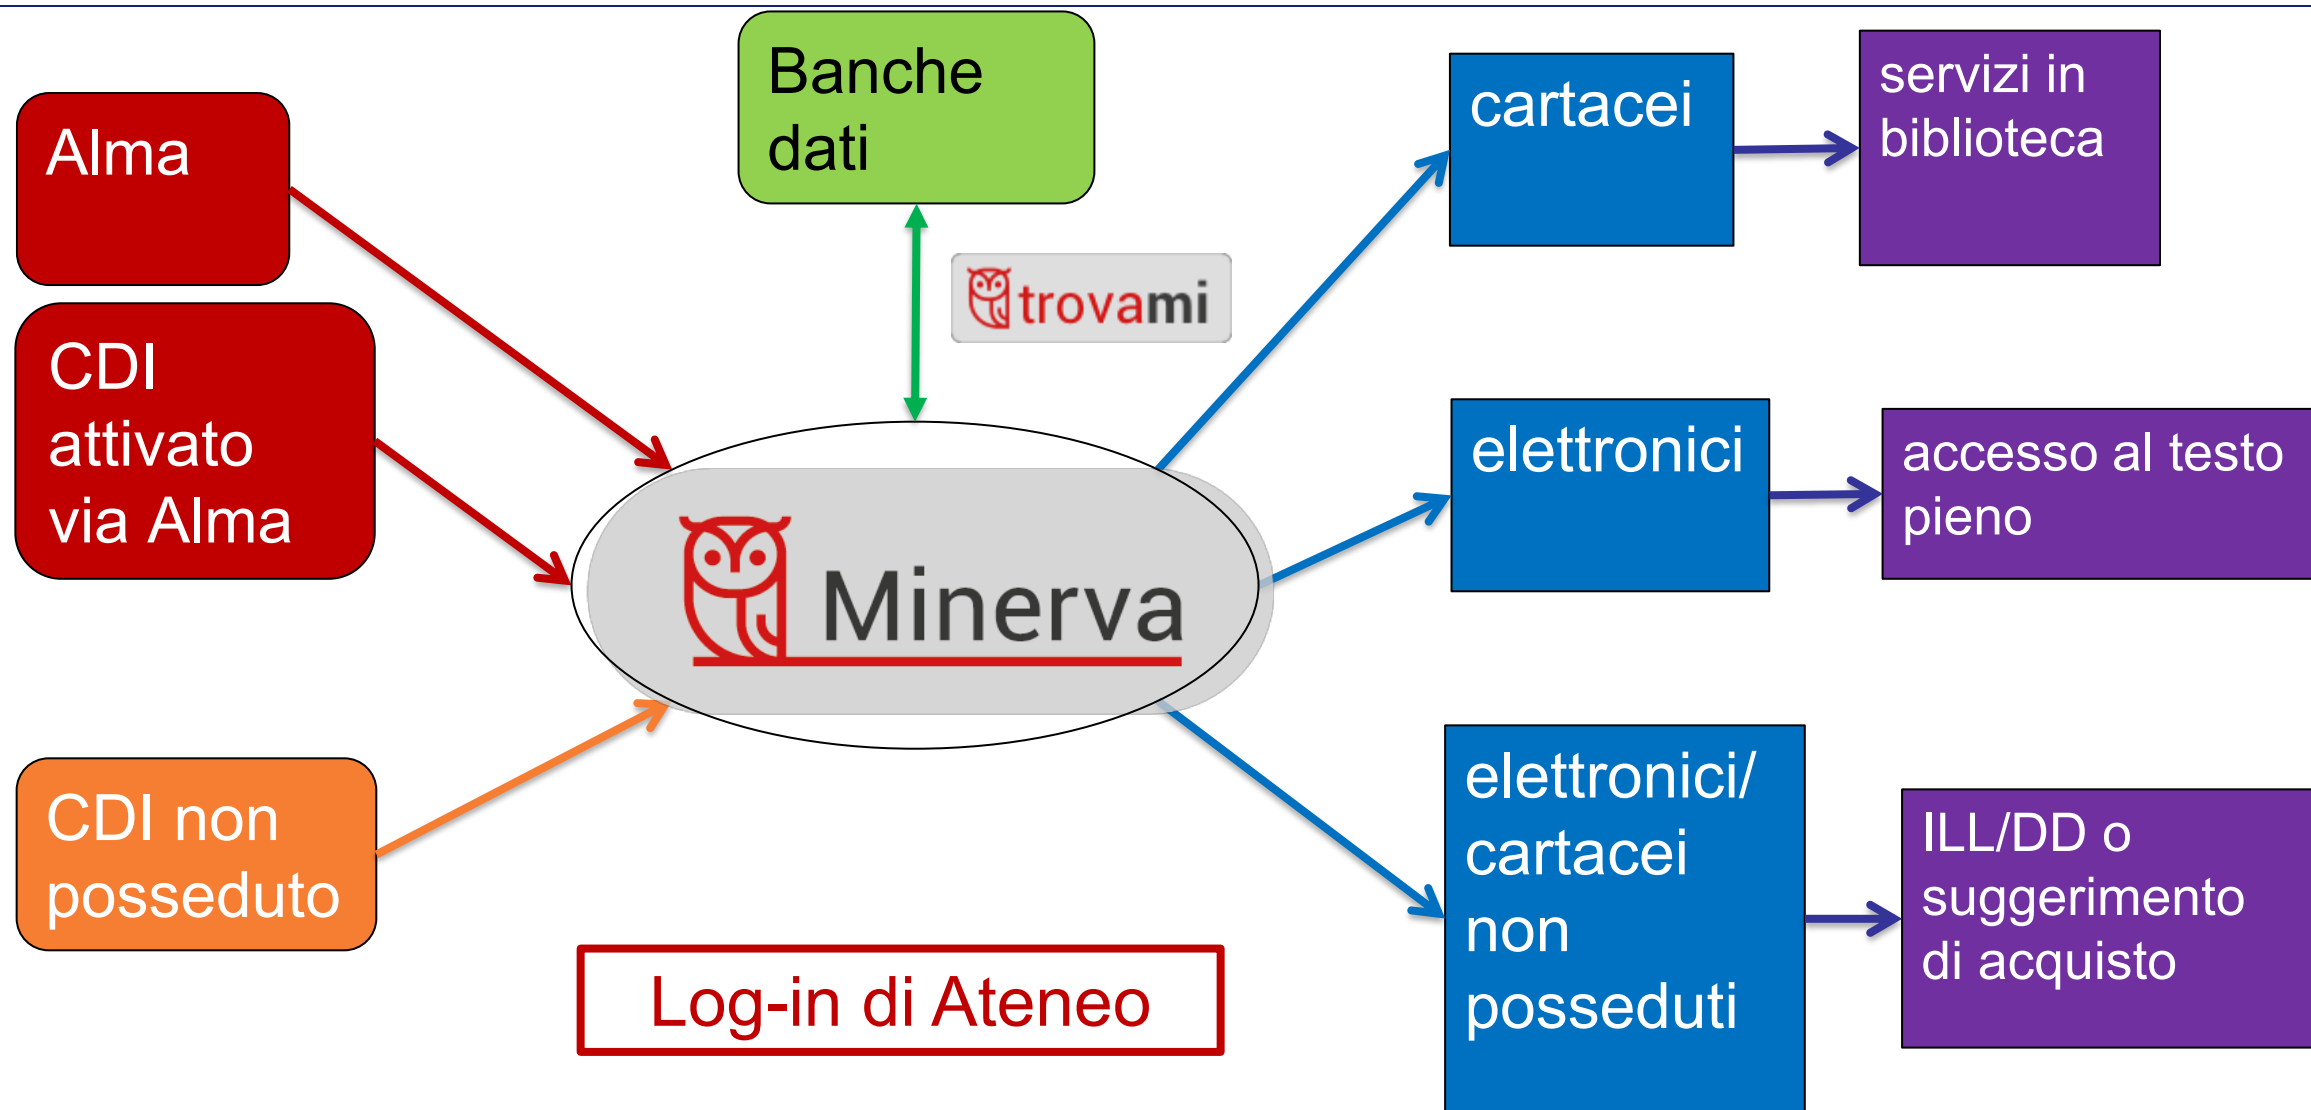 Alma
CDI
attivato
via Alma
CDI non
posseduto
Banche
dati
trovami
Minerva
Log-in di Ateneo
cartacei
servizi in
biblioteca
elettronici
accesso al testo
pieno
elettronici/
cartacei
non
posseduti
ILL/DD o
suggerimento
di acquisto